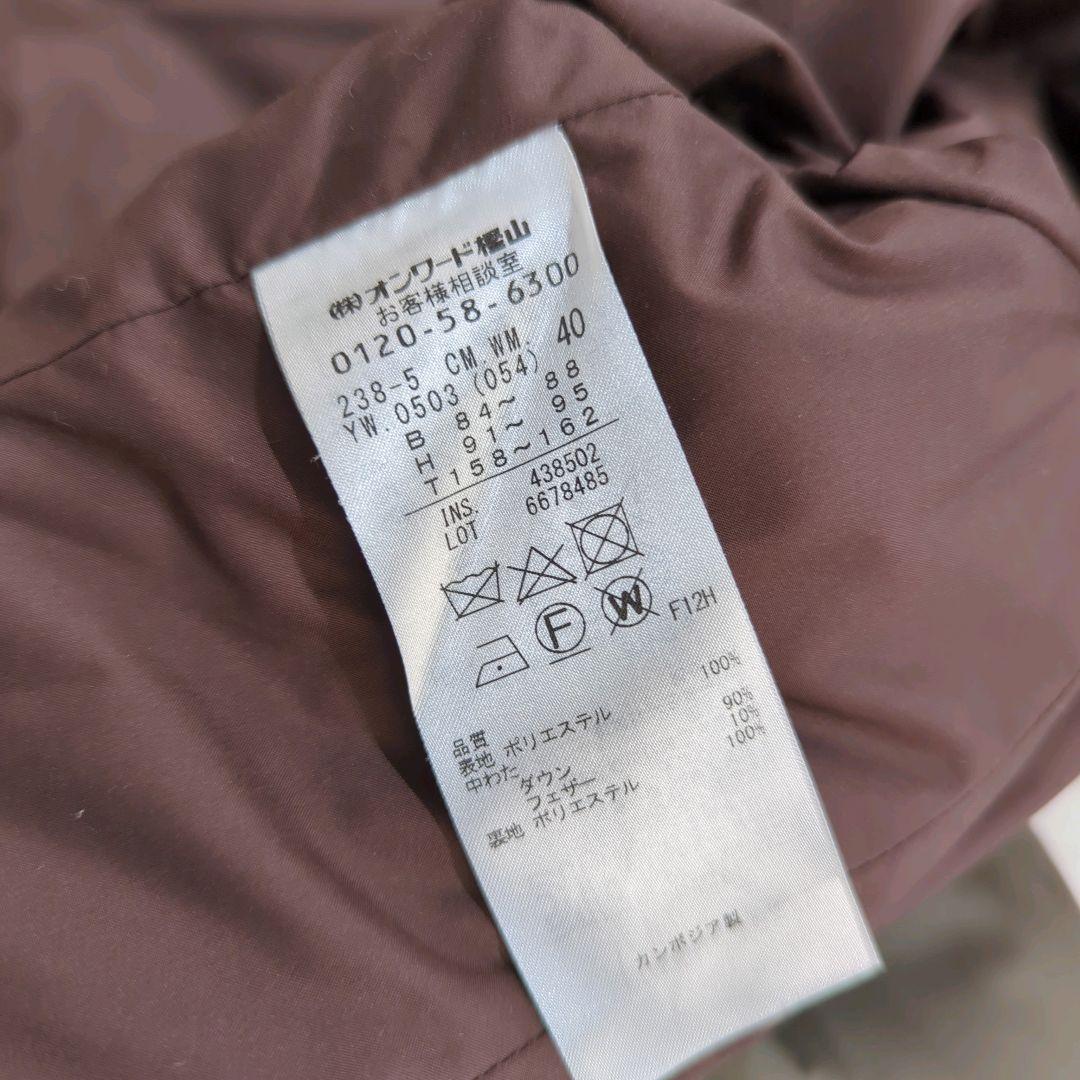 (株)オンワード樫山
お客様相談室
0120-58-6300
238-5 CM.WM. 40
YW.0503 (054)
B 84～ 88
H 91～ 95
T 158～162
INS. 438502
LOT 6678485
F W F12H
品質
表地 ポリエステル 100%
中わた ダウン 90%
フェザー 10%
裏地 ポリエステル 100%
カンボジア製